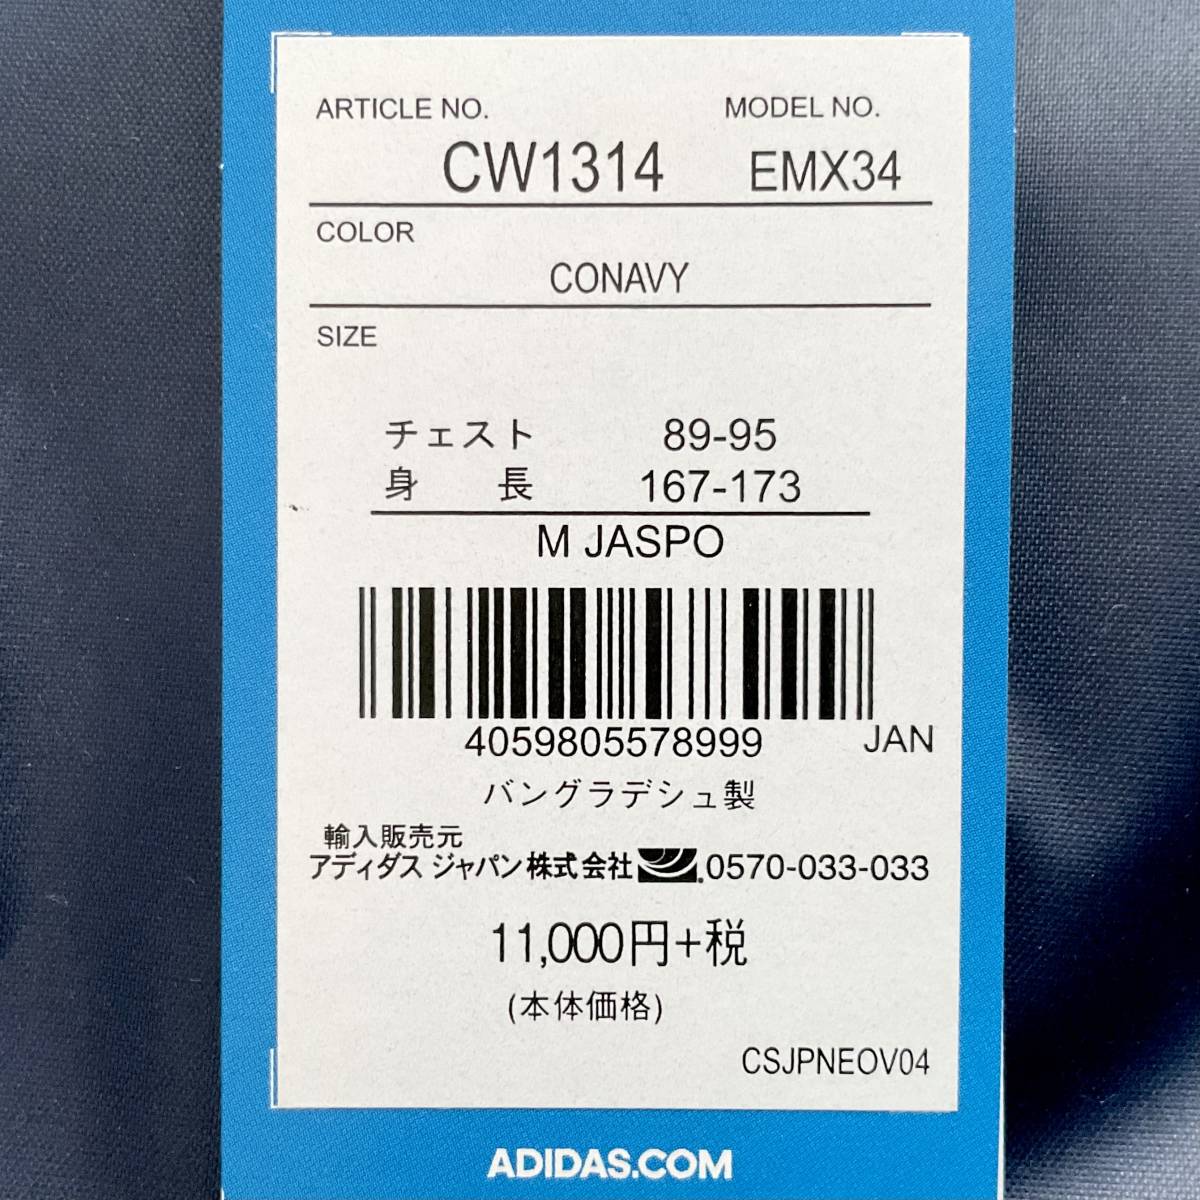 ARTICLE NO. MODEL NO.
CW1314 EMX34
COLOR
CONAVY
SIZE
チェスト 89-95
身 長 167-173
M JASPO
4059805578999 JAN
バングラデシュ製
輸入販売元
アディダス ジャパン株式会社 0570-033-033
11,000円+税
(本体価格)
CSJPNEOV04
ADIDAS.COM